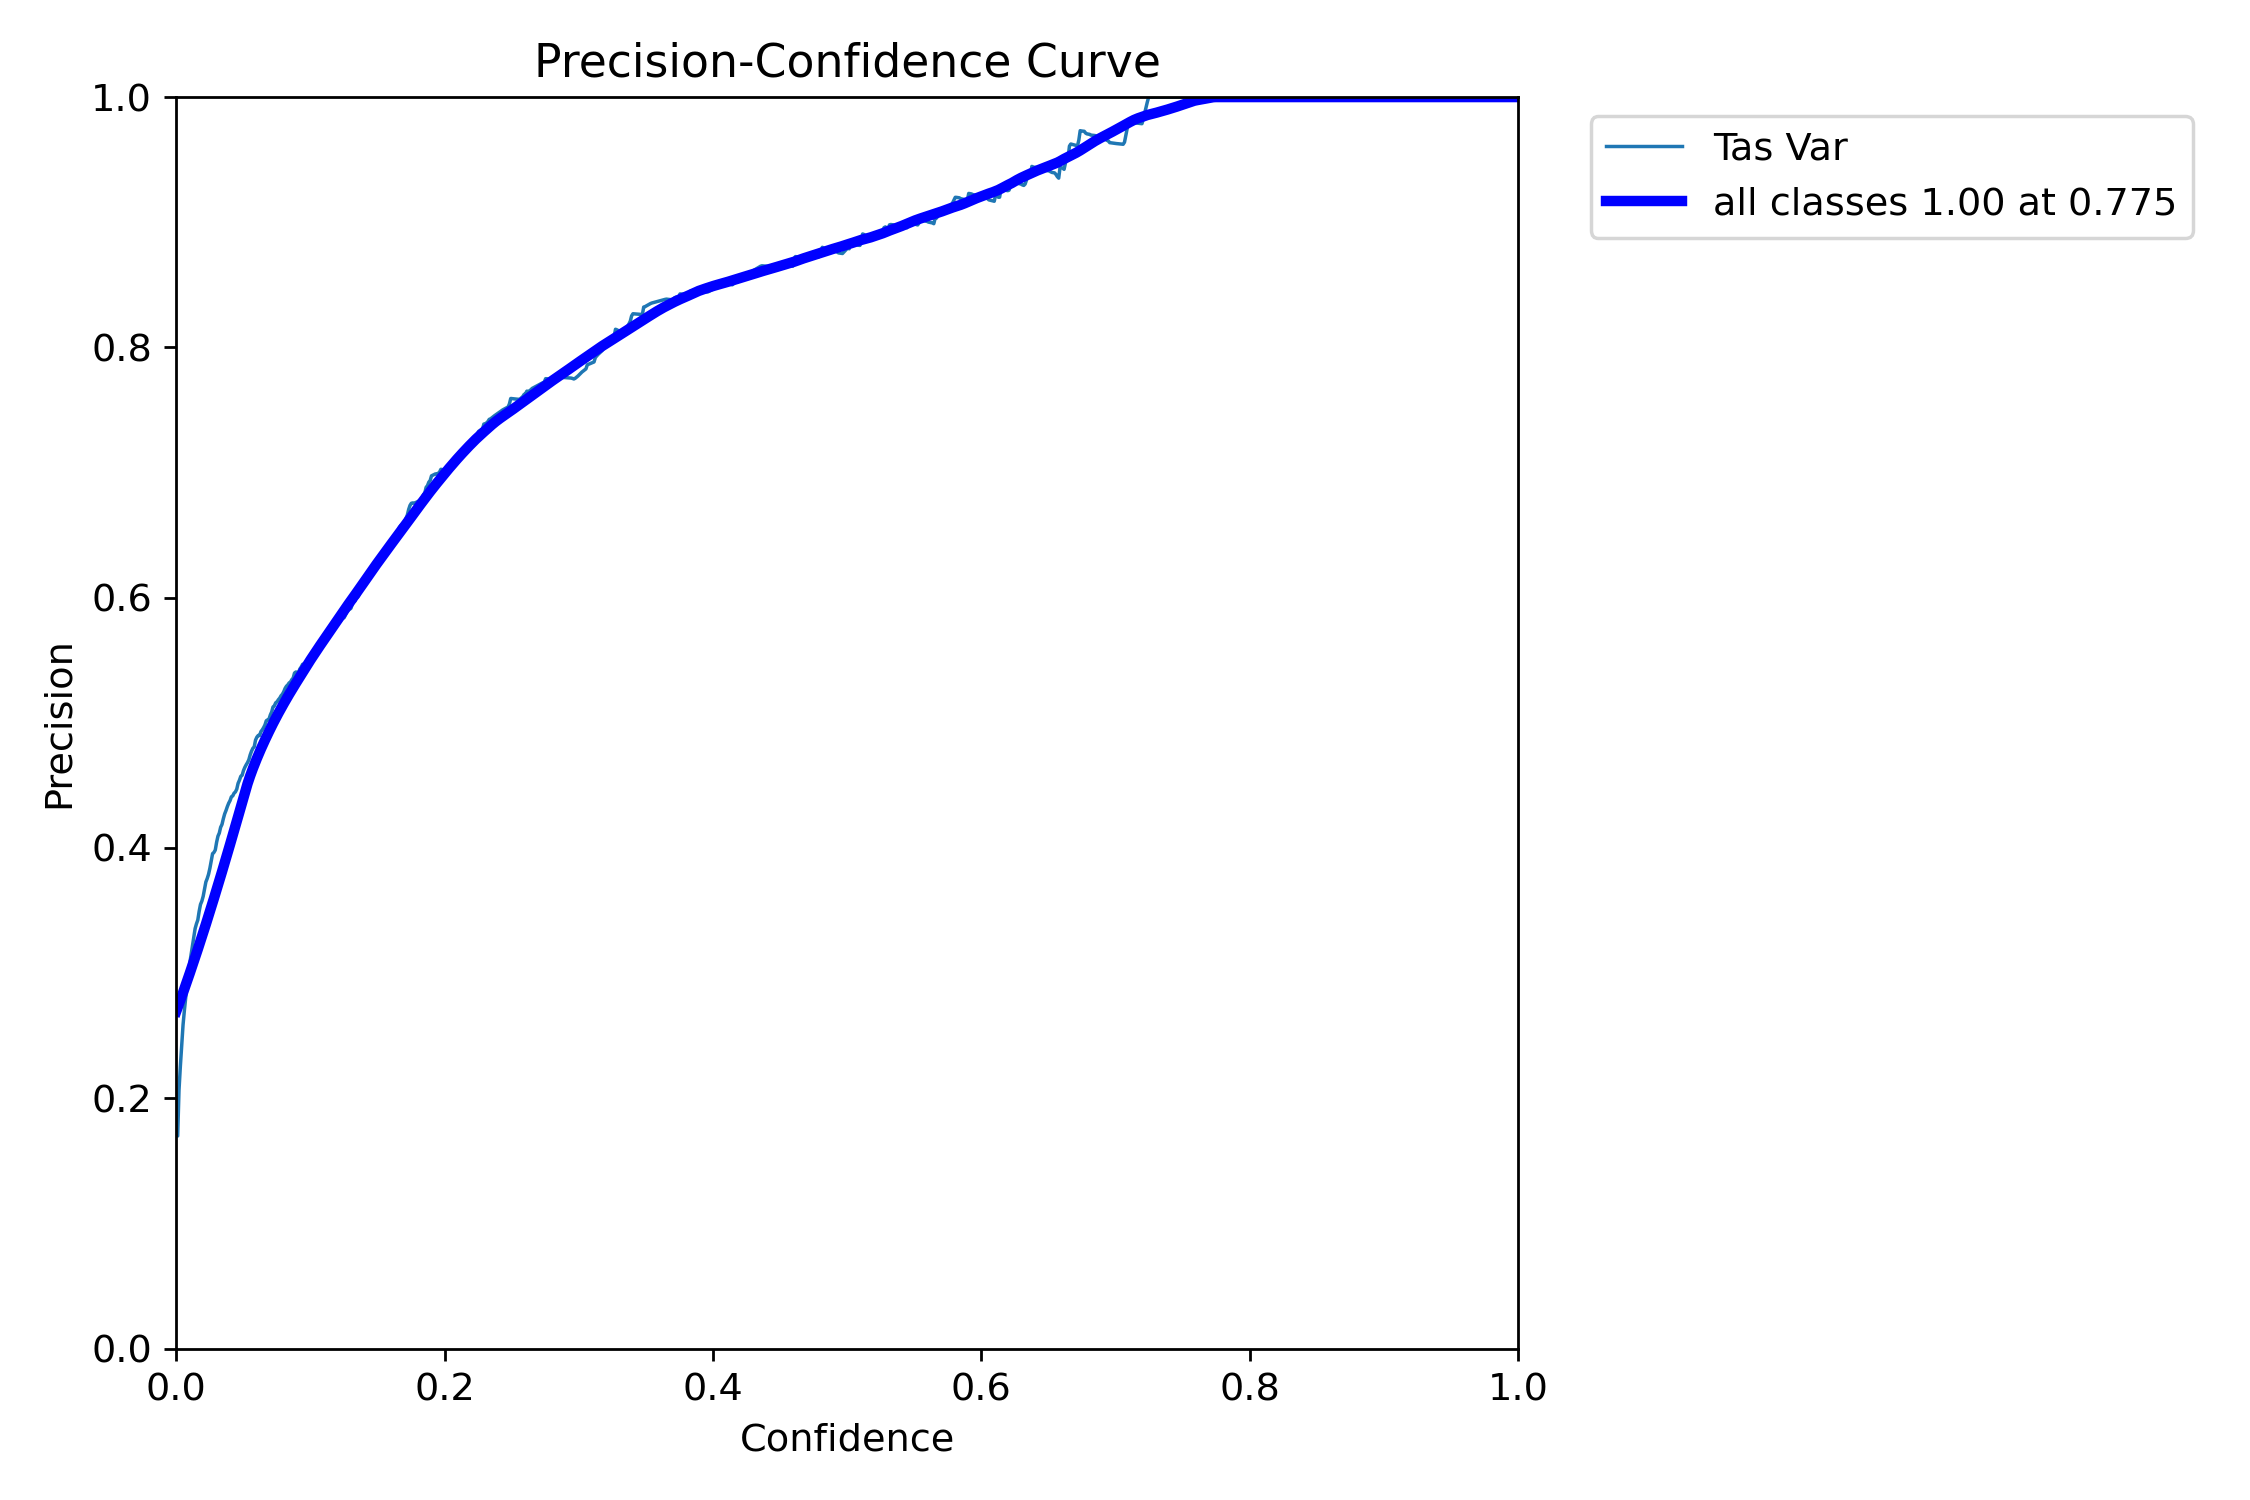 Precision-Confidence Curve
1.0
0.8
0.6
0.4
0.2
0.0
Precision
0.0 0.2 0.4 0.6 0.8 1.0
Confidence
Tas Var
all classes 1.00 at 0.775